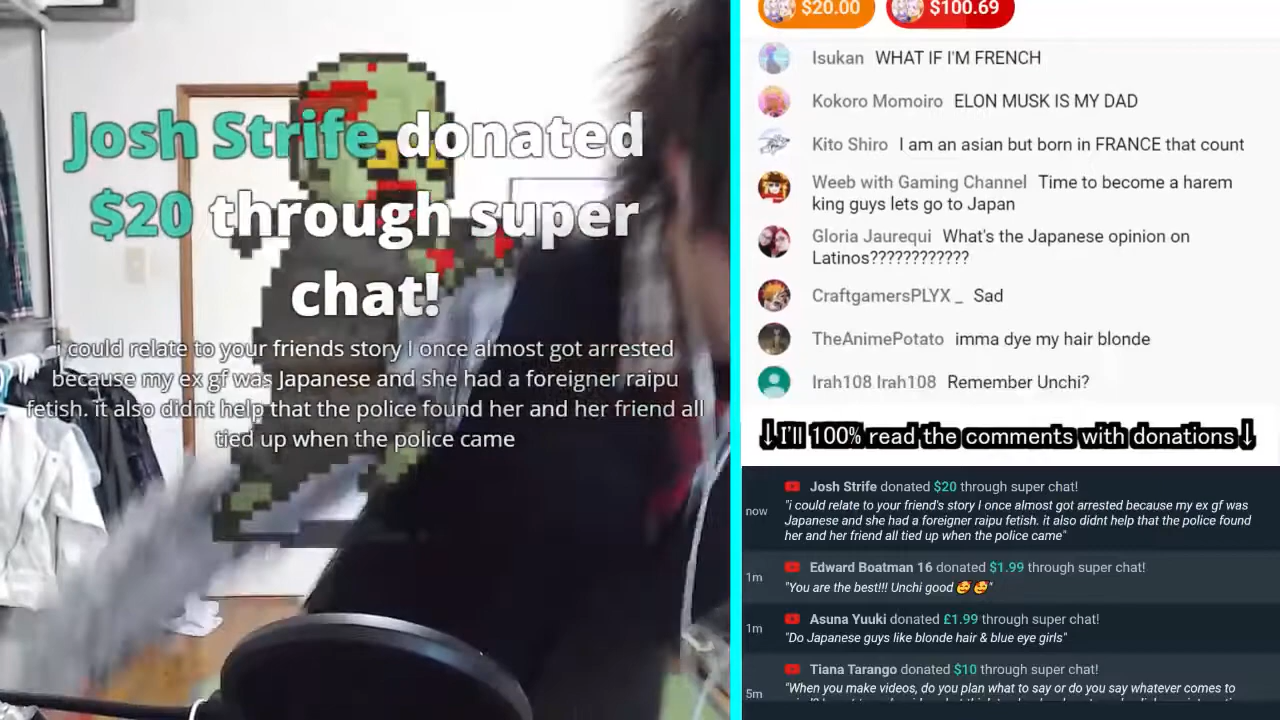 Josh Strife donated
$20 through super
chat!
i could relate to your friends story I once almost got arrested
because my ex gf was Japanese and she had a foreigner raipu
fetish. it also didnt help that the police found her and her friend all
tied up when the police came
$20.00 $100.69
Isukan WHAT IF I'M FRENCH
Kokoro Momoiro ELON MUSK IS MY DAD
Kito Shiro I am an asian but born in FRANCE that count
Weeb with Gaming Channel Time to become a harem
king guys lets go to Japan
Gloria Jaurequi What's the Japanese opinion on
Latinos????????????
CraftgamersPLYX _ Sad
TheAnimePotato imma dye my hair blonde
Irah108 Irah108 Remember Unchi?
↓I'll 100% read the comments with donations↓
Josh Strife donated $20 through super chat!
now
"i could relate to your friend's story I once almost got arrested because my ex gf was
Japanese and she had a foreigner raipu fetish. it also didnt help that the police found
her and her friend all tied up when the police came"
Edward Boatman 16 donated $1.99 through super chat!
1m
"You are the best!!! Unchi good 🥰 🥰"
Asuna Yuuki donated £1.99 through super chat!
1m
"Do Japanese guys like blonde hair & blue eye girls"
Tiana Tarango donated $10 through super chat!
5m
"When you make videos, do you plan what to say or do you say whatever comes to